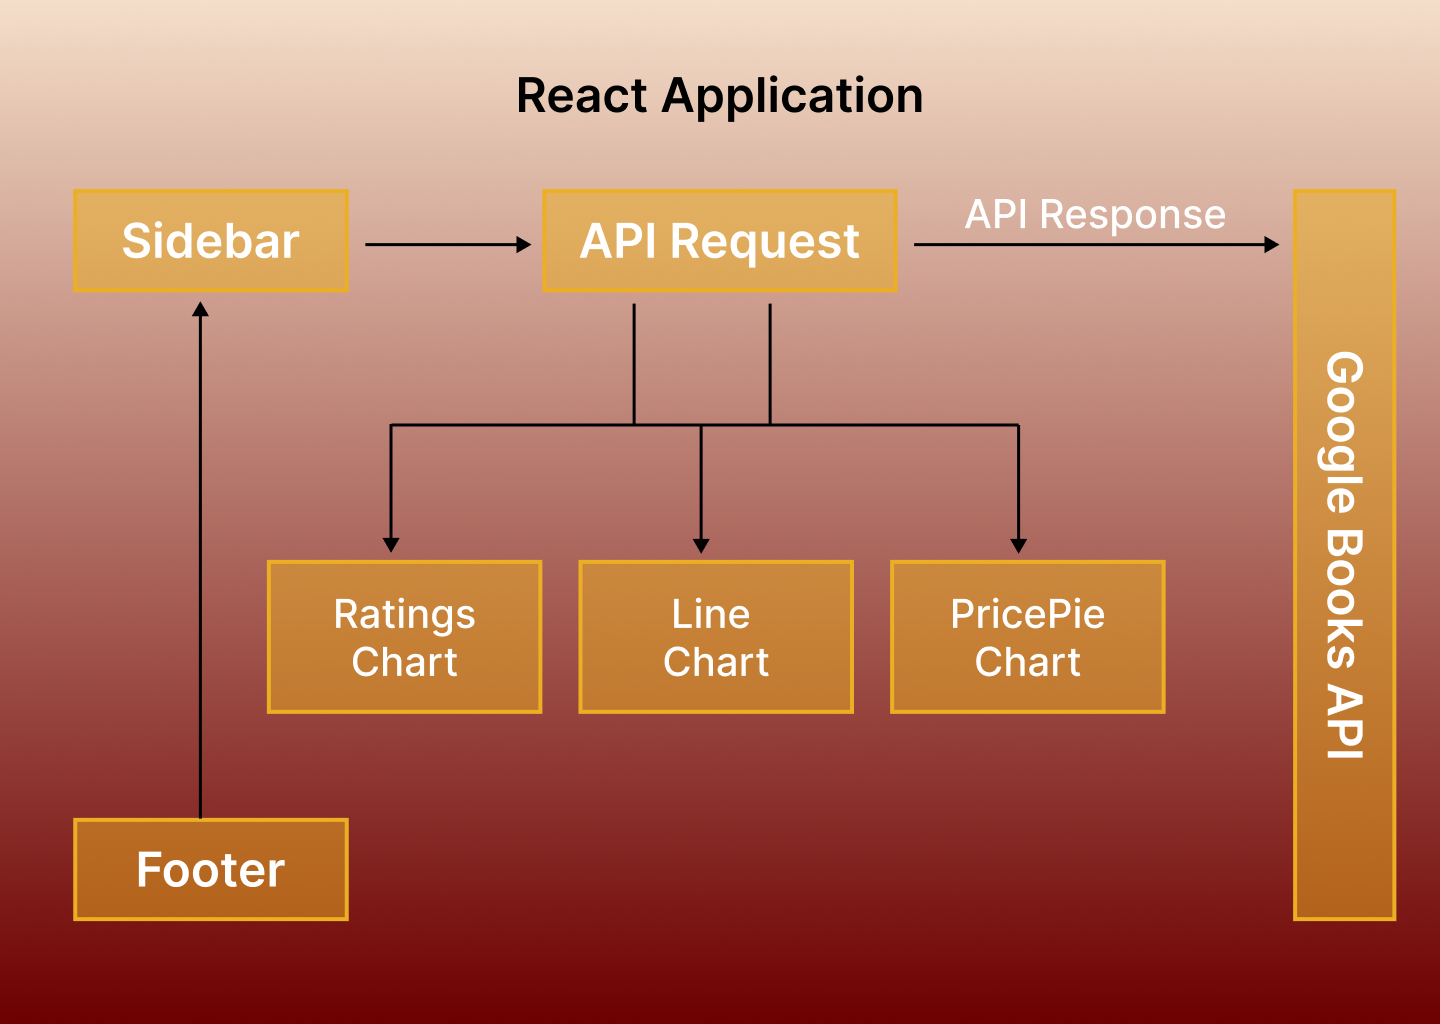 React Application
Sidebar
API Request
API Response
Google Books API
Ratings
Chart
Line
Chart
PricePie
Chart
Footer